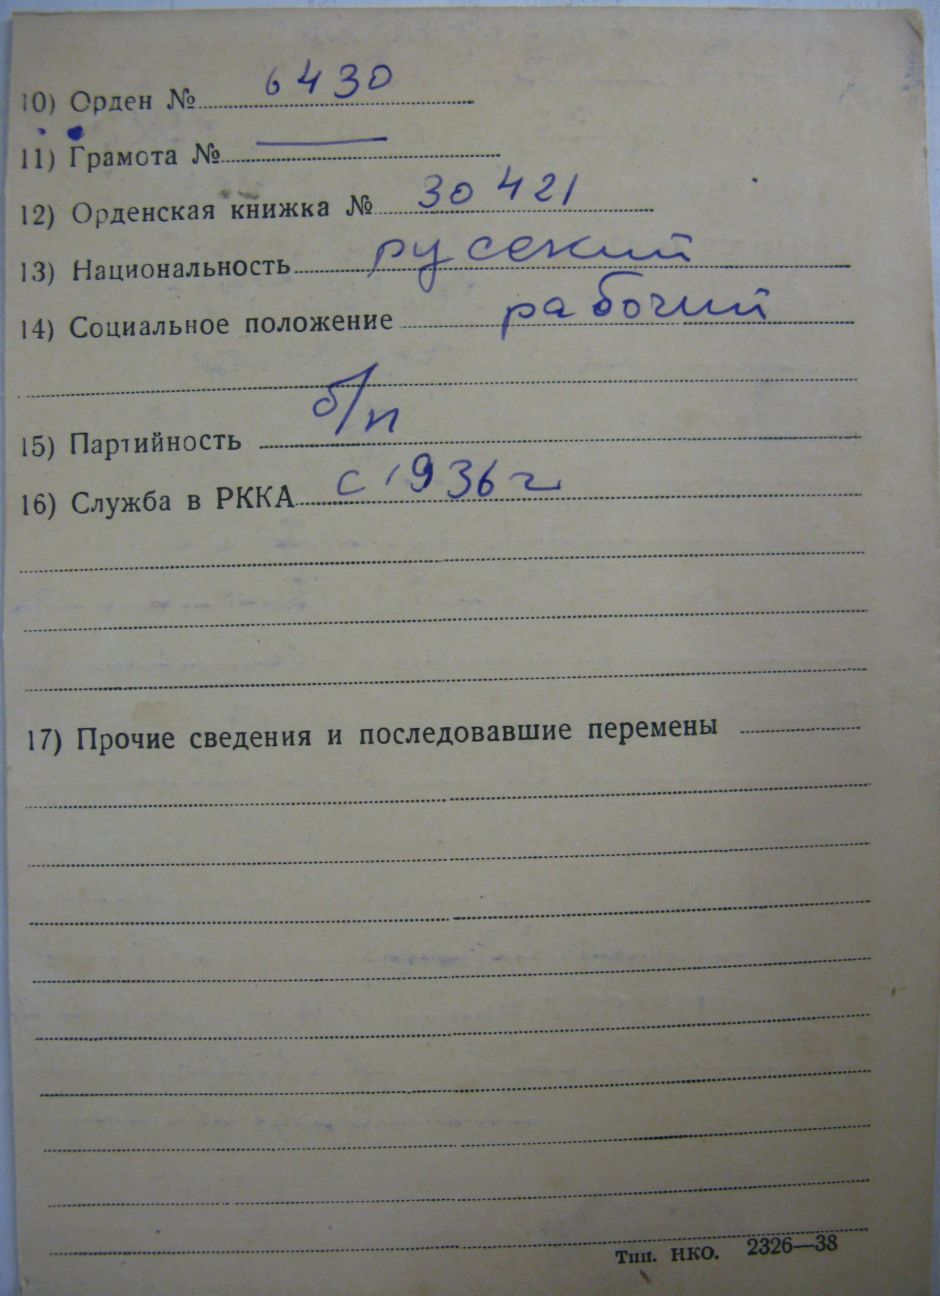 10) Орден № 6430
11) Грамота № —
12) Орденская книжка № 30421
13) Национальность русский
14) Социальное положение рабочий
15) Партийность б/п
16) Служба в РККА с 1936 г
17) Прочие сведения и последовавшие перемены
Тип. НКО. 2326—38